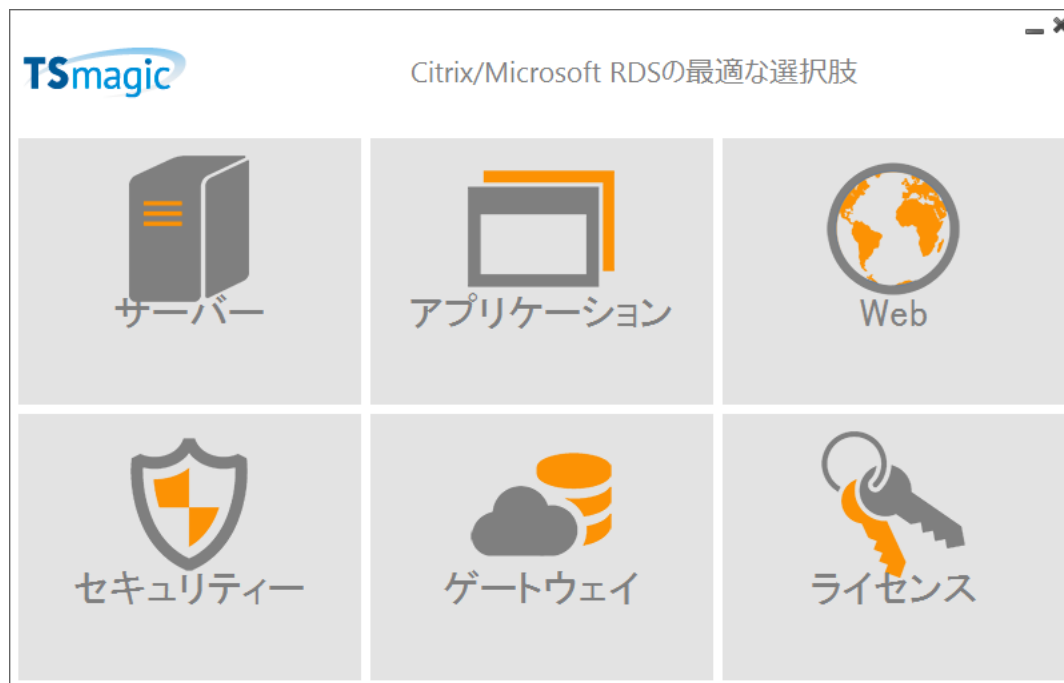 TSmagic
Citrix/Microsoft RDSの最適な選択肢
サーバー
アプリケーション
Web
セキュリティー
ゲートウェイ
ライセンス